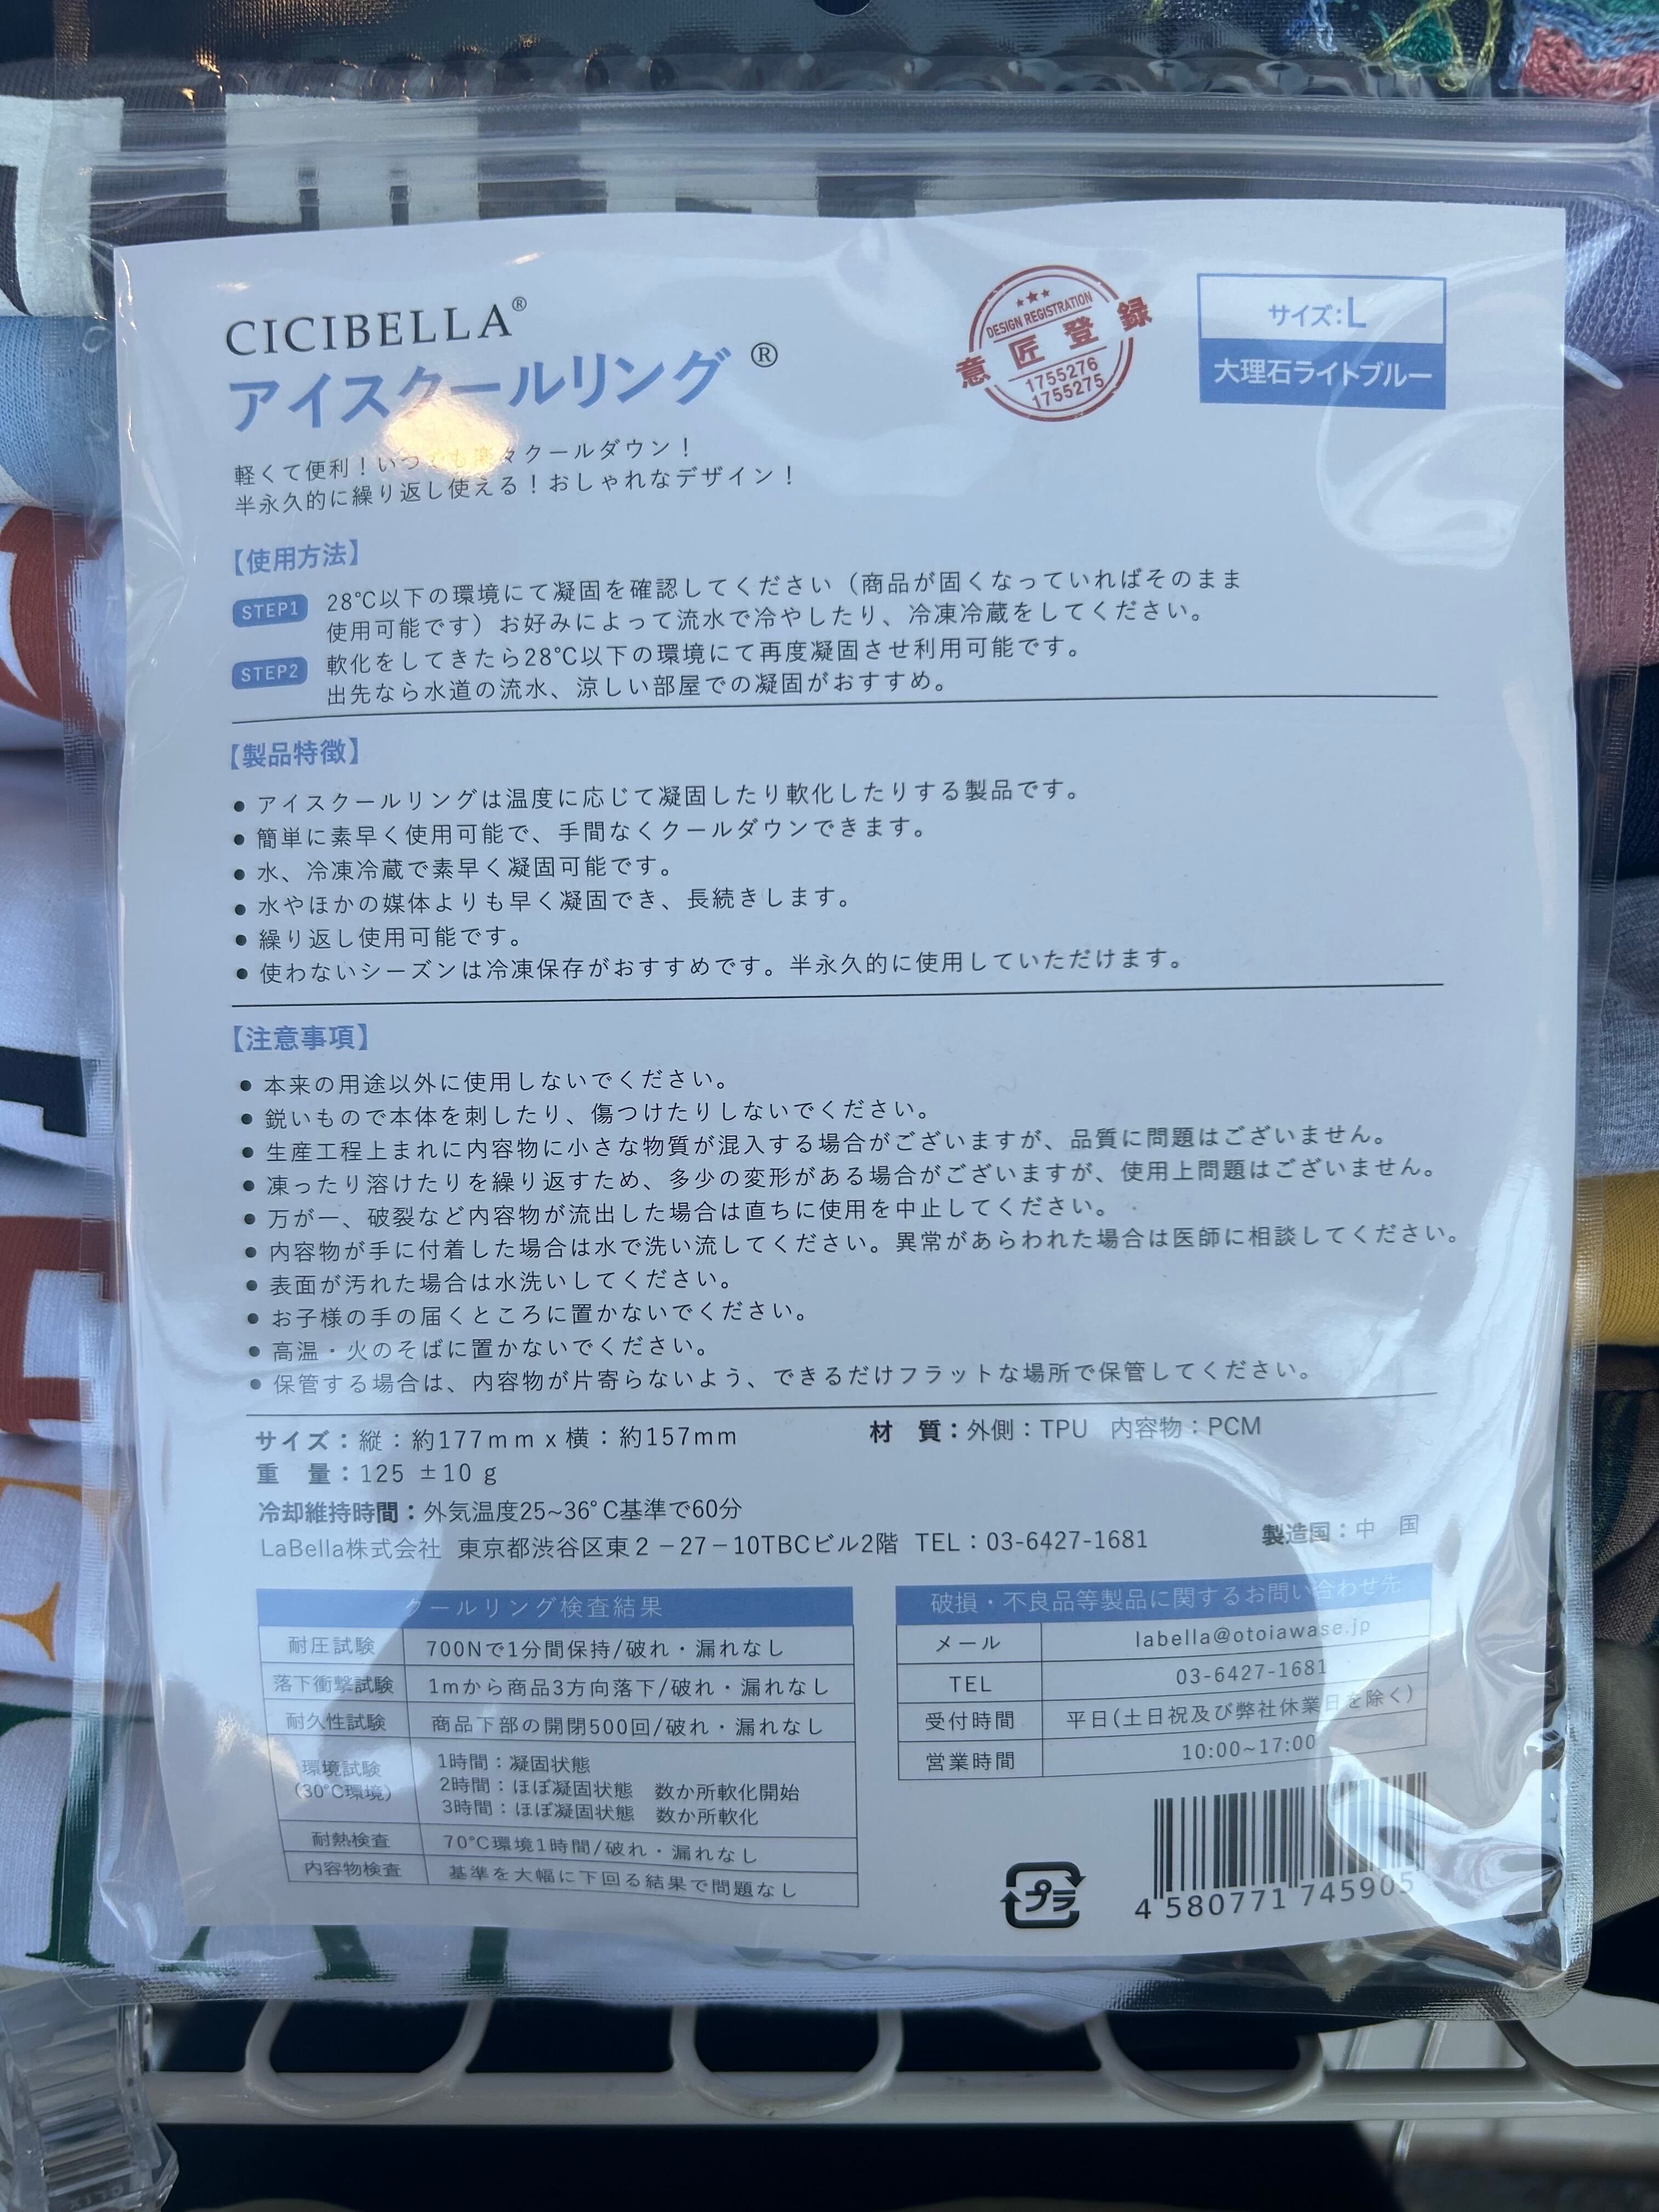 CICIBELLA®
アイスクールリング®
DESIGN REGISTRATION
意匠登録
1755276
1755275
サイズ:L
大理石ライトブルー
軽くて便利！いつでも楽々クールダウン！
半永久的に繰り返し使える！おしゃれなデザイン！
【使用方法】
STEP1 28℃以下の環境にて凝固を確認してください（商品が固くなっていればそのまま
使用可能です）お好みによって流水で冷やしたり、冷凍冷蔵をしてください。
STEP2 軟化をしてきたら28℃以下の環境にて再度凝固させ利用可能です。
出先なら水道の流水、涼しい部屋での凝固がおすすめ。
【製品特徴】
● アイスクールリングは温度に応じて凝固したり軟化したりする製品です。
● 簡単に素早く使用可能で、手間なくクールダウンできます。
● 水、冷凍冷蔵で素早く凝固可能です。
● 水やほかの媒体よりも早く凝固でき、長続きします。
● 繰り返し使用可能です。
● 使わないシーズンは冷凍保存がおすすめです。半永久的に使用していただけます。
【注意事項】
● 本来の用途以外に使用しないでください。
● 鋭いもので本体を刺したり、傷つけたりしないでください。
● 生産工程上まれに内容物に小さな物質が混入する場合がございますが、品質に問題はございません。
● 凍ったり溶けたりを繰り返すため、多少の変形がある場合がございますが、使用上問題はございません。
● 万が一、破裂など内容物が流出した場合は直ちに使用を中止してください。
● 内容物が手に付着した場合は水で洗い流してください。異常があらわれた場合は医師に相談してください。
● 表面が汚れた場合は水洗いしてください。
● お子様の手の届くところに置かないでください。
● 高温・火のそばに置かないでください。
● 保管する場合は、内容物が片寄らないよう、できるだけフラットな場所で保管してください。
サイズ：縦：約177mm x 横：約157mm 材 質：外側：TPU 内容物：PCM
重 量：125 ±10 g
冷却維持時間：外気温度25~36°C基準で60分
LaBella株式会社 東京都渋谷区東2－27－10TBCビル2階 TEL：03-6427-1681 製造国：中 国
クールリング検査結果
耐圧試験 700Nで1分間保持/破れ・漏れなし
落下衝撃試験 1mから商品3方向落下/破れ・漏れなし
耐久性試験 商品下部の開閉500回/破れ・漏れなし
環境試験
(30℃環境)
1時間：凝固状態
2時間：ほぼ凝固状態 数か所軟化開始
3時間：ほぼ凝固状態 数か所軟化
耐熱検査 70℃環境1時間/破れ・漏れなし
内容物検査 基準を大幅に下回る結果で問題なし
破損・不良品等製品に関するお問い合わせ先
メール labella@otoiawase.jp
TEL 03-6427-1681
受付時間 平日(土日祝及び弊社休業日を除く)
営業時間 10:00~17:00
プラ
4 580771 745905